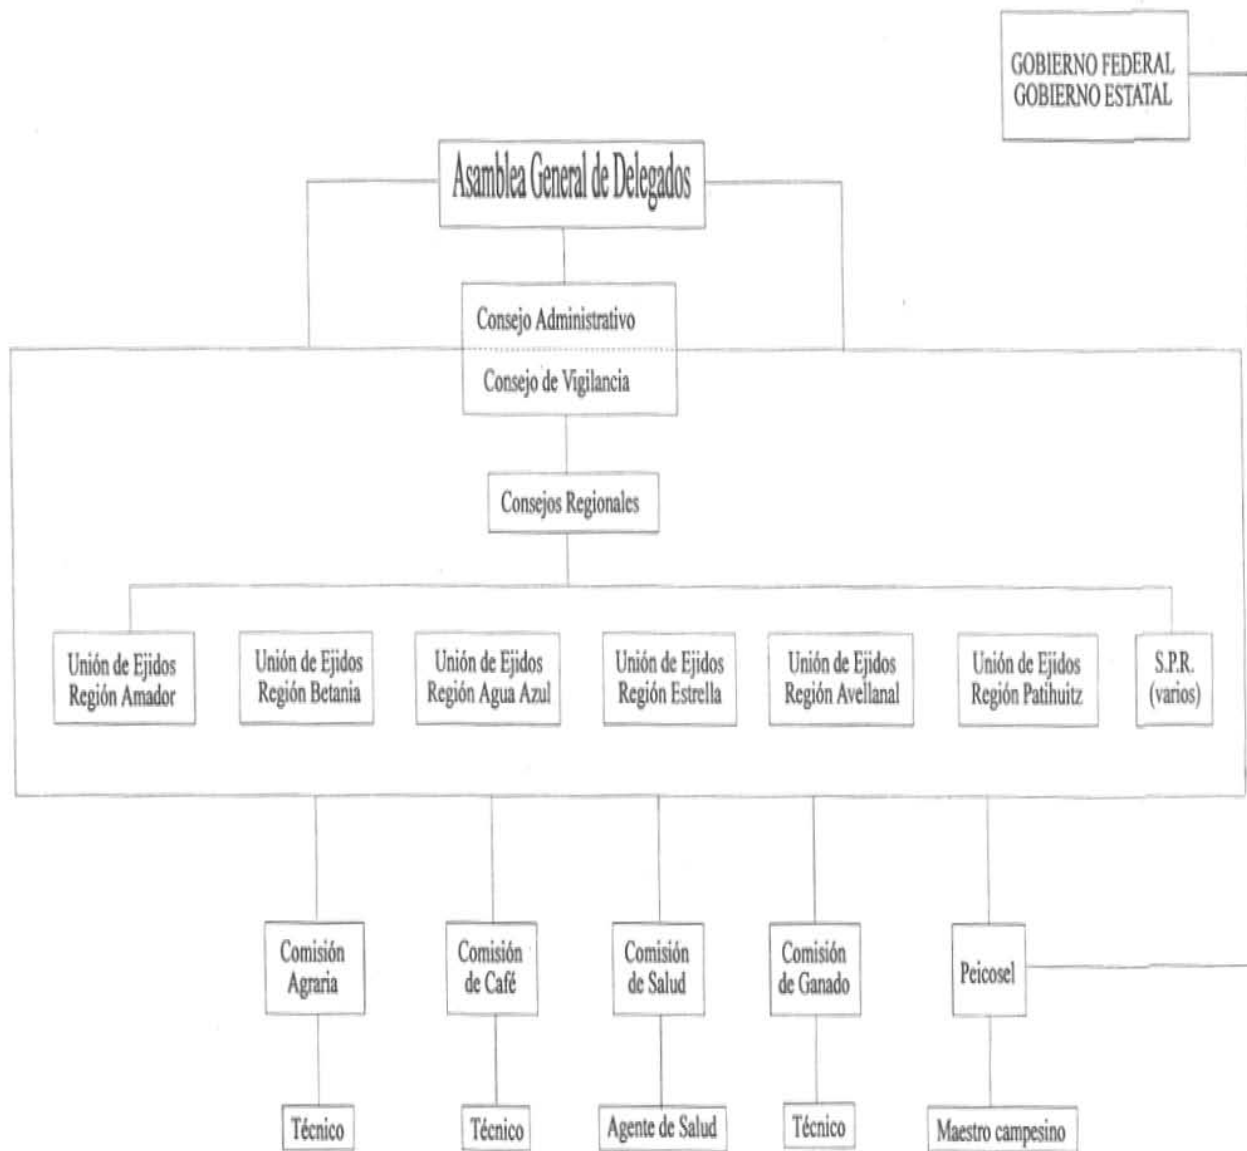 GOBIERNO FEDERAL
GOBIERNO ESTATAL
Asamblea General de Delegados
Consejo Administrativo
Consejo de Vigilancia
Consejos Regionales
Unión de Ejidos
Región Amador
Unión de Ejidos
Región Betania
Unión de Ejidos
Región Agua Azul
Unión de Ejidos
Región Estrella
Unión de Ejidos
Región Avellanal
Unión de Ejidos
Región Patihuitz
S.P.R.
(varios)
Comisión
Agraria
Comisión
de Café
Comisión
de Salud
Comisión
de Ganado
Peicosel
Técnico
Técnico
Agente de Salud
Técnico
Maestro campesino